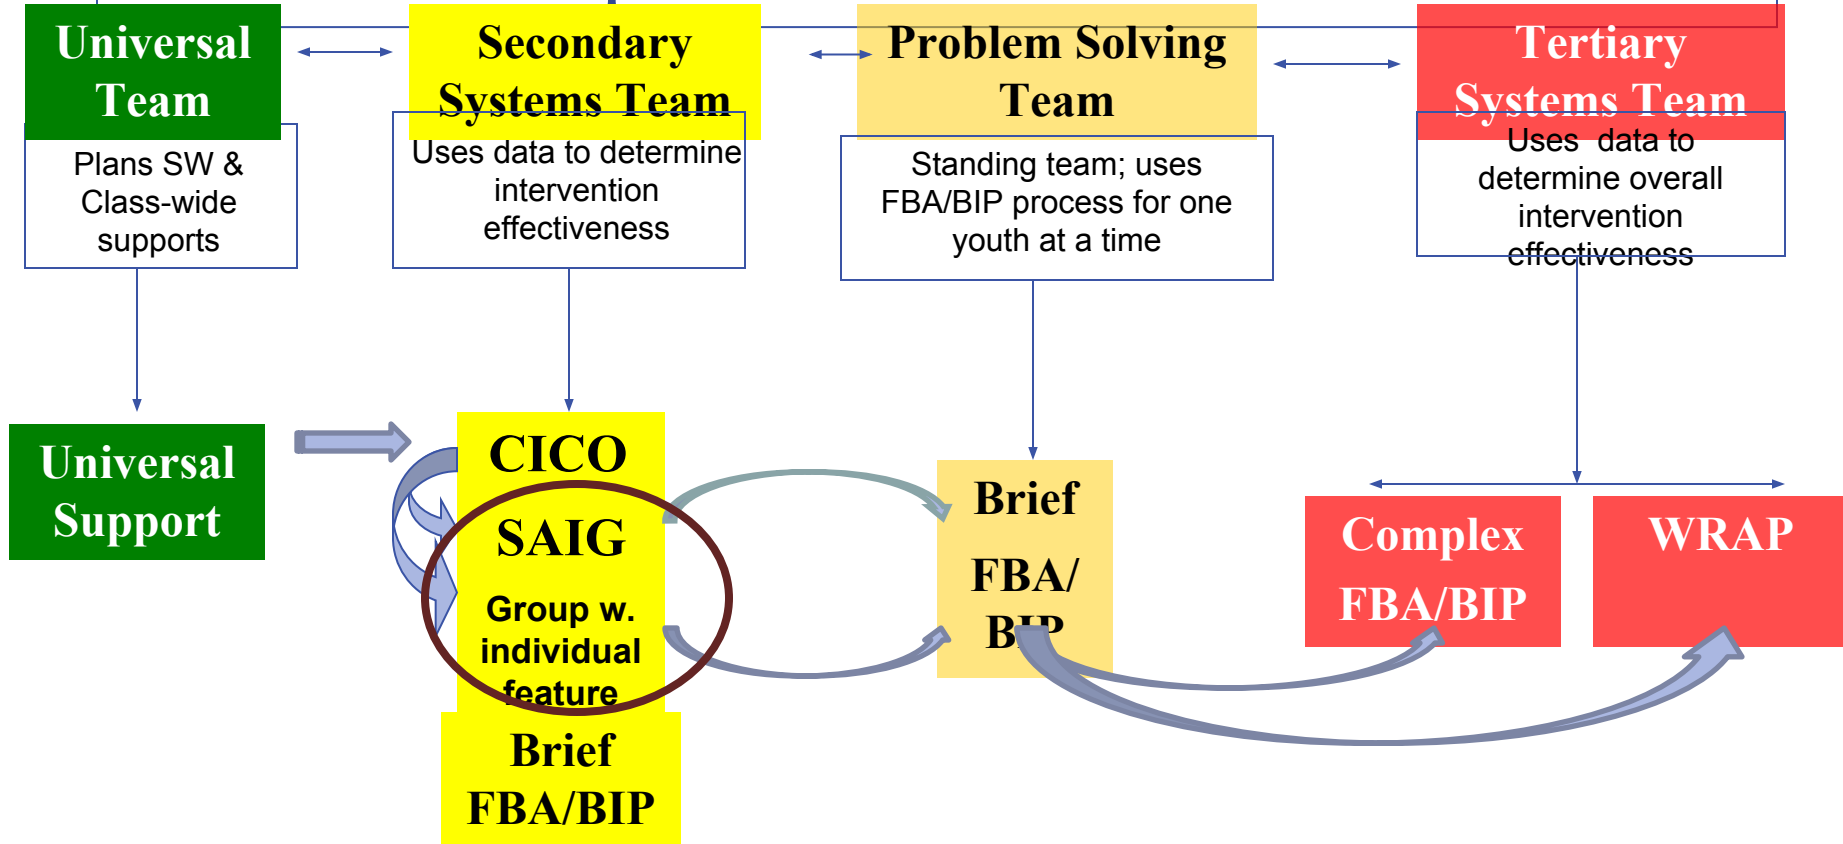 Universal
Team
Secondary
Systems Team
Problem Solving
Team
Tertiary
Systems Team
Plans SW &
Class-wide
supports
Uses data to determine
intervention
effectiveness
Standing team; uses
FBA/BIP process for one
youth at a time
Uses data to
determine overall
intervention
effectiveness
Universal
Support
CICO
SAIG
Group w.
individual
feature
Brief
FBA/BIP
Brief
FBA/
BIP
Complex
FBA/BIP
WRAP